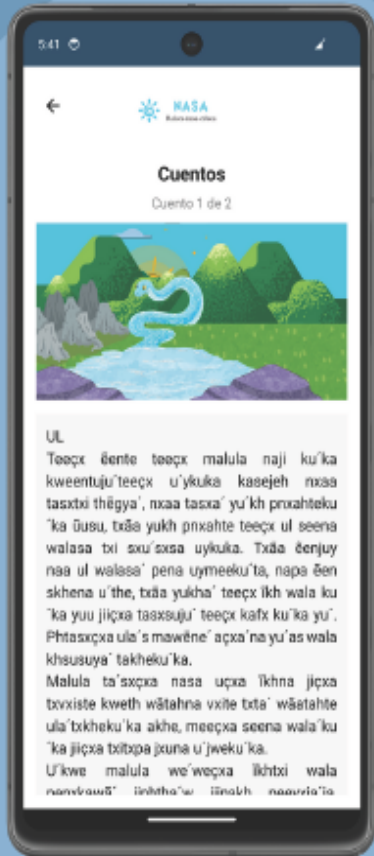 5:41
NASA
Cuentos
Cuento 1 de 2
UL
Teeçx ëente teeçx malula naji ku´ka
kweentuju¨teeçx u¨ykuka kasejeh nxaa
tasxtxi thẽgya´, nxaa tasxa´ yu´kh pnxahteku
´ka ũusu, txãa yukh pnxahte teeçx ul seena
walasa txi sxu´sxsa uykuka. Txãa ẽenjuy
naa ul walasa´ pena uymeeku¨ta, napa ẽen
skhena u´the, txãa yukha´ teeçx ĩkh wala ku
¨ka yuu jiiçxa tasxsuju´ teeçx kafx ku¨ka yu¨.
Phtasxçxa ula´s mawẽne´ açxa´na yu´as wala
khsusuya¨ takheku¨ka.
Malula ta´sxçxa nasa uçxa ĩkhna jiçxa
txvxiste kweth wãtahna vxite txta¨ wãatahte
ula¨txkheku¨ka akhe, meeçxa seena wala¨ku
¨ka jiiçxa txitxpa jxuna u¨jweku¨ka.
U¨kwe malula we¨weçxa ĩkhtxi wala